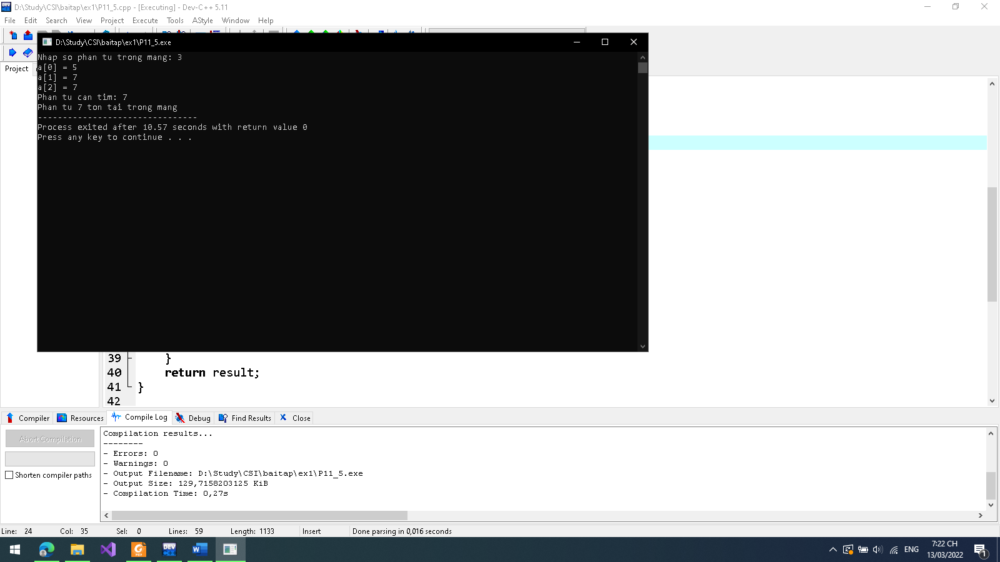 D:\Study\CSI\baitap\ex1\P11_5.cpp - [Executing] - Dev-C++ 5.11
File Edit Search View Project Execute Tools AStyle Window Help
D:\Study\CSI\baitap\ex1\P11_5.exe
Project
Nhap so phan tu trong mang: 3
a[0] = 5
a[1] = 7
a[2] = 7
Phan tu can tim: 7
Phan tu 7 ton tai trong mang
--------------------------------
Process exited after 10.57 seconds with return value 0
Press any key to continue . . .
39 }
40 return result;
41 }
42
Compiler Resources Compile Log Debug Find Results Close
Abort Compilation
Shorten compiler paths
Compilation results...
--------
- Errors: 0
- Warnings: 0
- Output Filename: D:\Study\CSI\baitap\ex1\P11_5.exe
- Output Size: 129,7158203125 KiB
- Compilation Time: 0,27s
Line: 24 Col: 35 Sel: 0 Lines: 59 Length: 1133 Insert Done parsing in 0,016 seconds
DEV
ENG
7:22 CH
13/03/2022
1